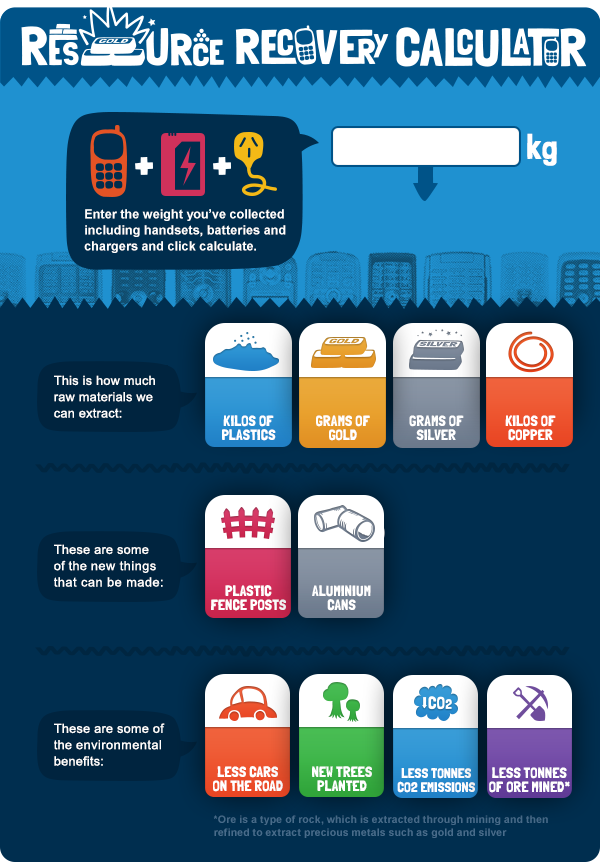 RESOURCE RECOVERY CALCULATOR
GOLD
kg
Enter the weight you've collected
including handsets, batteries and
chargers and click calculate.
This is how much
raw materials we
can extract:
GOLD
SILVER
KILOS OF
PLASTICS
GRAMS OF
GOLD
GRAMS OF
SILVER
KILOS OF
COPPER
These are some
of the new things
that can be made:
PLASTIC
FENCE POSTS
ALUMINIUM
CANS
These are some of
the environmental
benefits:
↓CO2
LESS CARS
ON THE ROAD
NEW TREES
PLANTED
LESS TONNES
CO2 EMISSIONS
LESS TONNES
OF ORE MINED*
*Ore is a type of rock, which is extracted through mining and then
refined to extract precious metals such as gold and silver